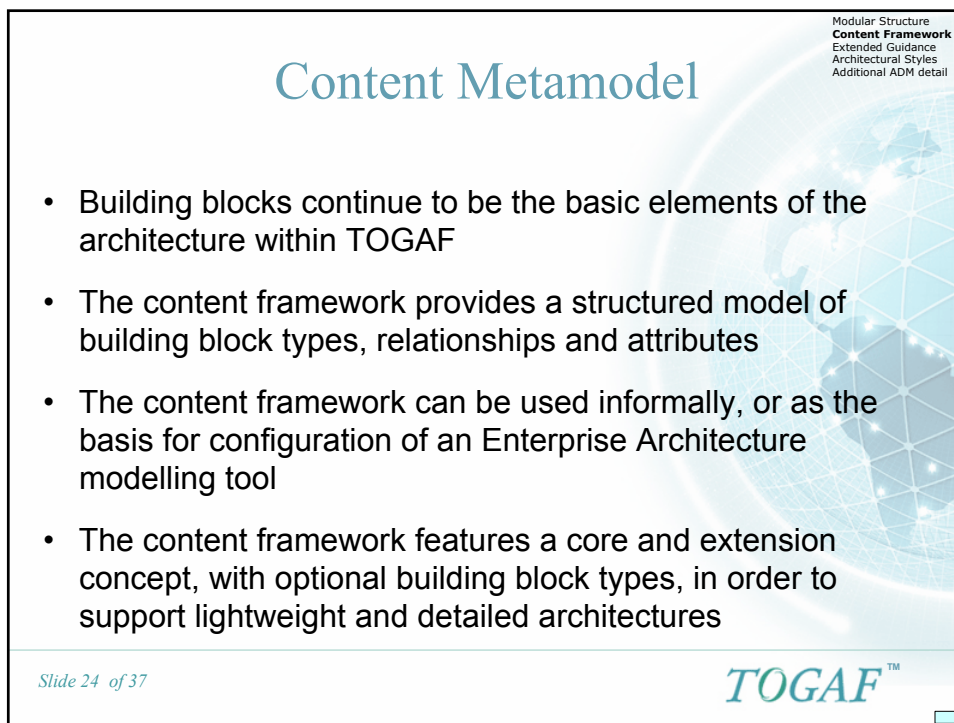 Modular Structure
Content Framework
Extended Guidance
Architectural Styles
Additional ADM detail
Content Metamodel
• Building blocks continue to be the basic elements of the
architecture within TOGAF
• The content framework provides a structured model of
building block types, relationships and attributes
• The content framework can be used informally, or as the
basis for configuration of an Enterprise Architecture
modelling tool
• The content framework features a core and extension
concept, with optional building block types, in order to
support lightweight and detailed architectures
Slide 24 of 37
TOGAF™